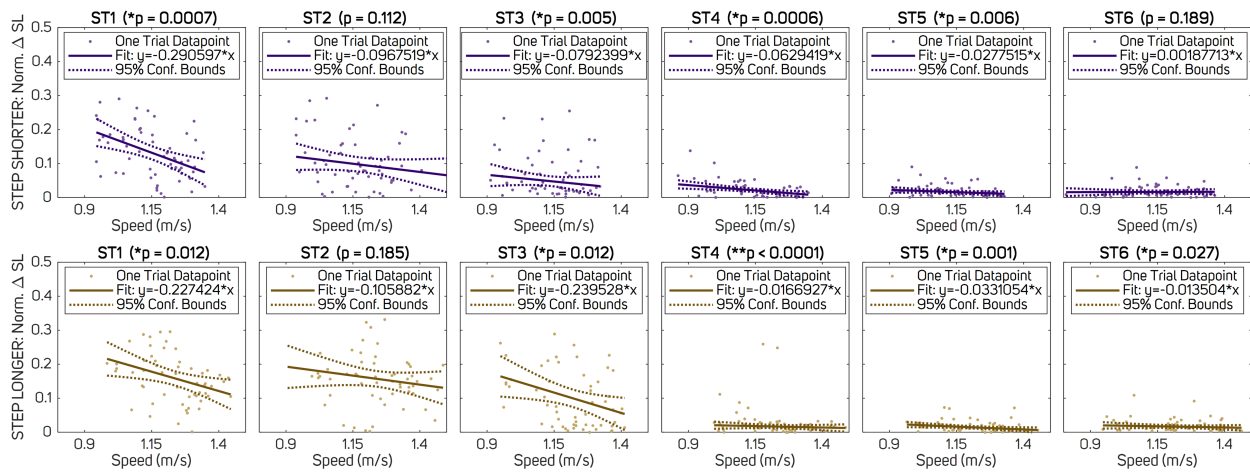 ST1 (*p = 0.0007)
ST2 (p = 0.112)
ST3 (*p = 0.005)
ST4 (*p = 0.0006)
ST5 (*p = 0.006)
ST6 (p = 0.189)
STEP SHORTER: Norm. Δ SL
0.5
0.4
0.3
0.2
0.1
0
One Trial Datapoint
Fit: y=-0.290597*x
95% Conf. Bounds
One Trial Datapoint
Fit: y=-0.0967519*x
95% Conf. Bounds
One Trial Datapoint
Fit: y=-0.0792399*x
95% Conf. Bounds
One Trial Datapoint
Fit: y=-0.0629419*x
95% Conf. Bounds
One Trial Datapoint
Fit: y=-0.0277515*x
95% Conf. Bounds
One Trial Datapoint
Fit: y=0.00187713*x
95% Conf. Bounds
0.9 1.15 1.4
0.9 1.15 1.4
0.9 1.15 1.4
0.9 1.15 1.4
0.9 1.15 1.4
0.9 1.15 1.4
Speed (m/s)
Speed (m/s)
Speed (m/s)
Speed (m/s)
Speed (m/s)
Speed (m/s)
ST1 (*p = 0.012)
ST2 (p = 0.185)
ST3 (*p = 0.012)
ST4 (**p < 0.0001)
ST5 (*p = 0.001)
ST6 (*p = 0.027)
STEP LONGER: Norm. Δ SL
0.5
0.4
0.3
0.2
0.1
0
One Trial Datapoint
Fit: y=-0.227424*x
95% Conf. Bounds
One Trial Datapoint
Fit: y=-0.105882*x
95% Conf. Bounds
One Trial Datapoint
Fit: y=-0.239528*x
95% Conf. Bounds
One Trial Datapoint
Fit: y=-0.0166927*x
95% Conf. Bounds
One Trial Datapoint
Fit: y=-0.0331054*x
95% Conf. Bounds
One Trial Datapoint
Fit: y=-0.013504*x
95% Conf. Bounds
0.9 1.15 1.4
0.9 1.15 1.4
0.9 1.15 1.4
0.9 1.15 1.4
0.9 1.15 1.4
0.9 1.15 1.4
Speed (m/s)
Speed (m/s)
Speed (m/s)
Speed (m/s)
Speed (m/s)
Speed (m/s)